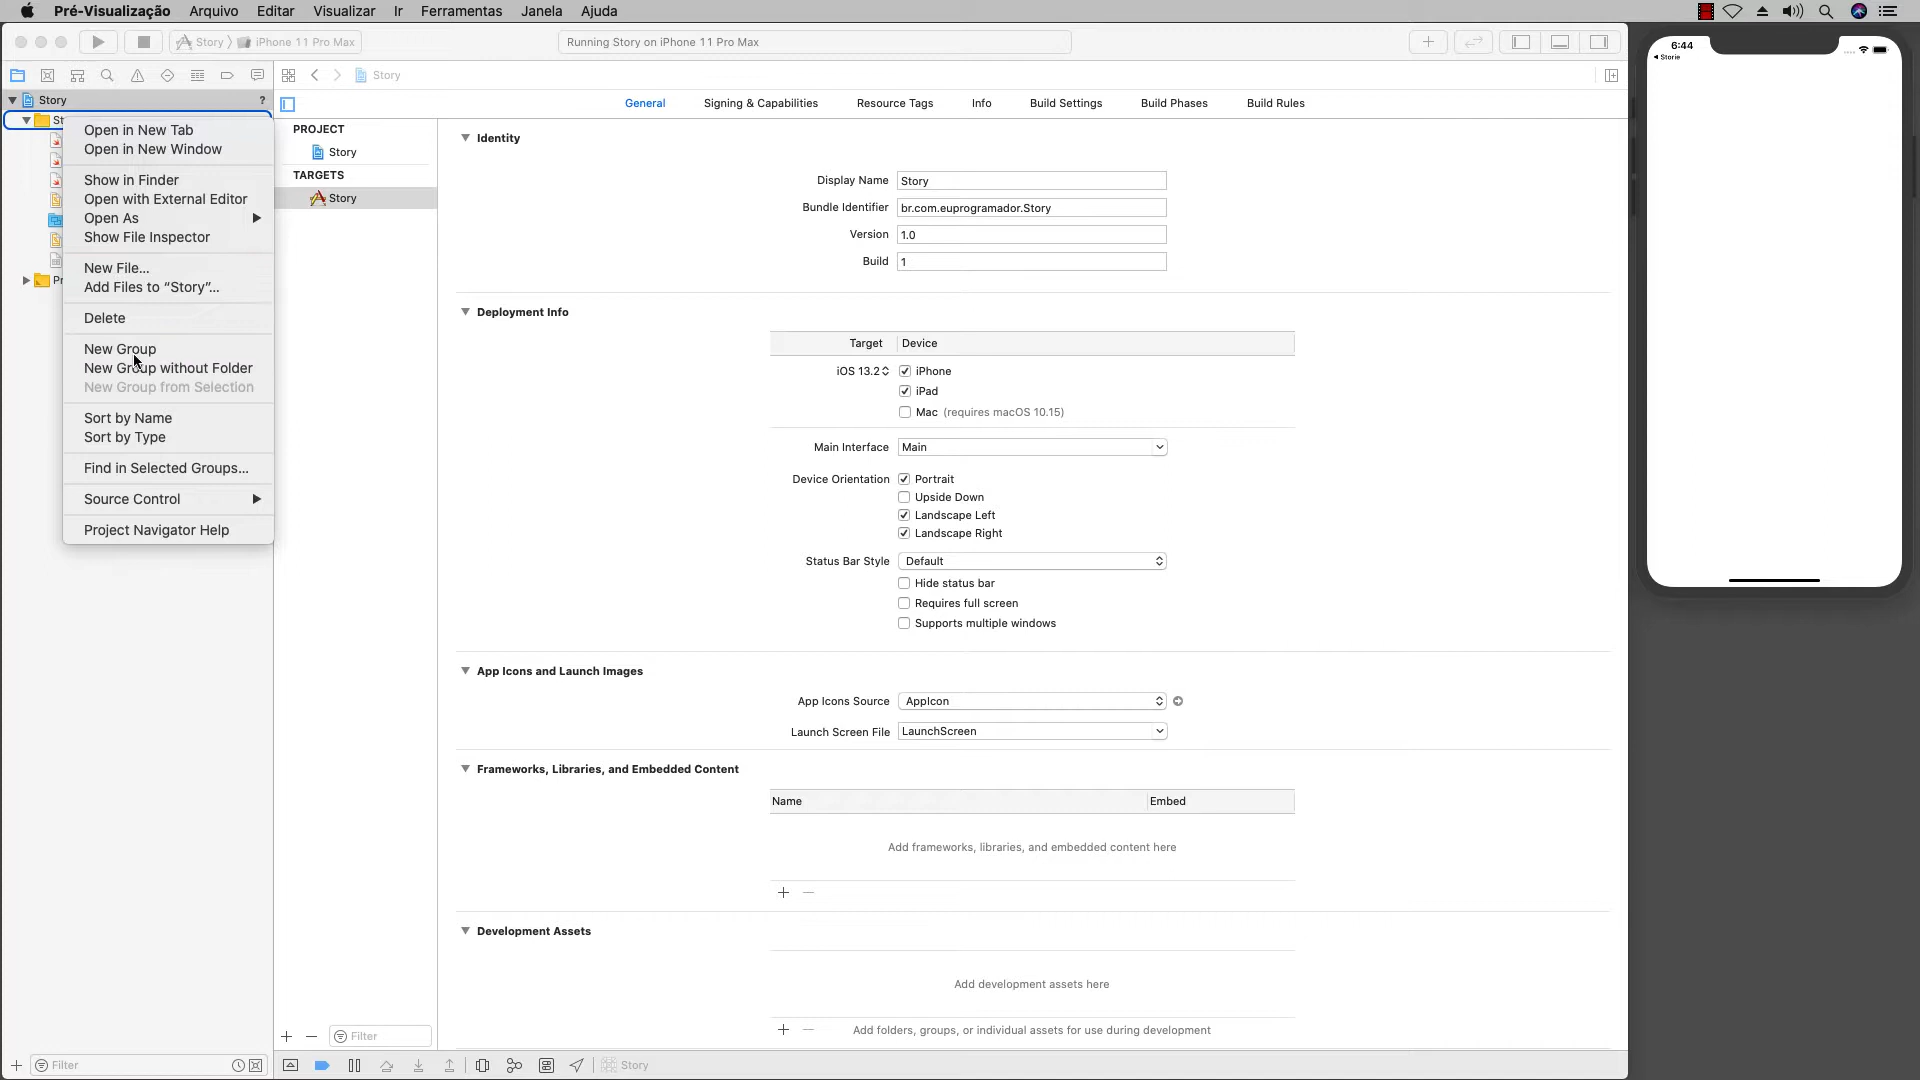 Pré-Visualização Arquivo Editar Visualizar Ir Ferramentas Janela Ajuda
Story iPhone 11 Pro Max
Running Story on iPhone 11 Pro Max
Story
Story ?
General Signing & Capabilities Resource Tags Info Build Settings Build Phases Build Rules
Open in New Tab
Open in New Window
Show in Finder
Open with External Editor
Open As
Show File Inspector
New File...
Add Files to “Story”...
Delete
New Group
New Group without Folder
New Group from Selection
Sort by Name
Sort by Type
Find in Selected Groups...
Source Control
Project Navigator Help
PROJECT
Story
TARGETS
Story
Identity
Display Name Story
Bundle Identifier br.com.euprogramador.Story
Version 1.0
Build 1
Deployment Info
Target Device
iOS 13.2 iPhone
iPad
Mac (requires macOS 10.15)
Main Interface Main
Device Orientation Portrait
Upside Down
Landscape Left
Landscape Right
Status Bar Style Default
Hide status bar
Requires full screen
Supports multiple windows
App Icons and Launch Images
App Icons Source AppIcon
Launch Screen File LaunchScreen
Frameworks, Libraries, and Embedded Content
Name Embed
Add frameworks, libraries, and embedded content here
Development Assets
Add development assets here
Add folders, groups, or individual assets for use during development
Filter
Filter
Story
6:44
Storie